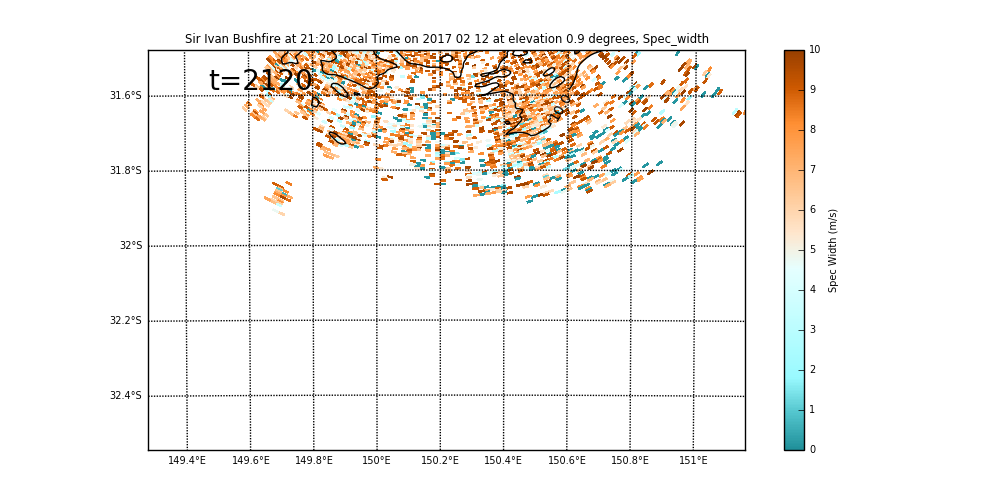 Sir Ivan Bushfire at 21:20 Local Time on 2017 02 12 at elevation 0.9 degrees, Spec_width
t=2120
31.6°S
31.8°S
32°S
32.2°S
32.4°S
149.4°E 149.6°E 149.8°E 150°E 150.2°E 150.4°E 150.6°E 150.8°E 151°E
10
9
8
7
6
5
4
3
2
1
0
Spec Width (m/s)